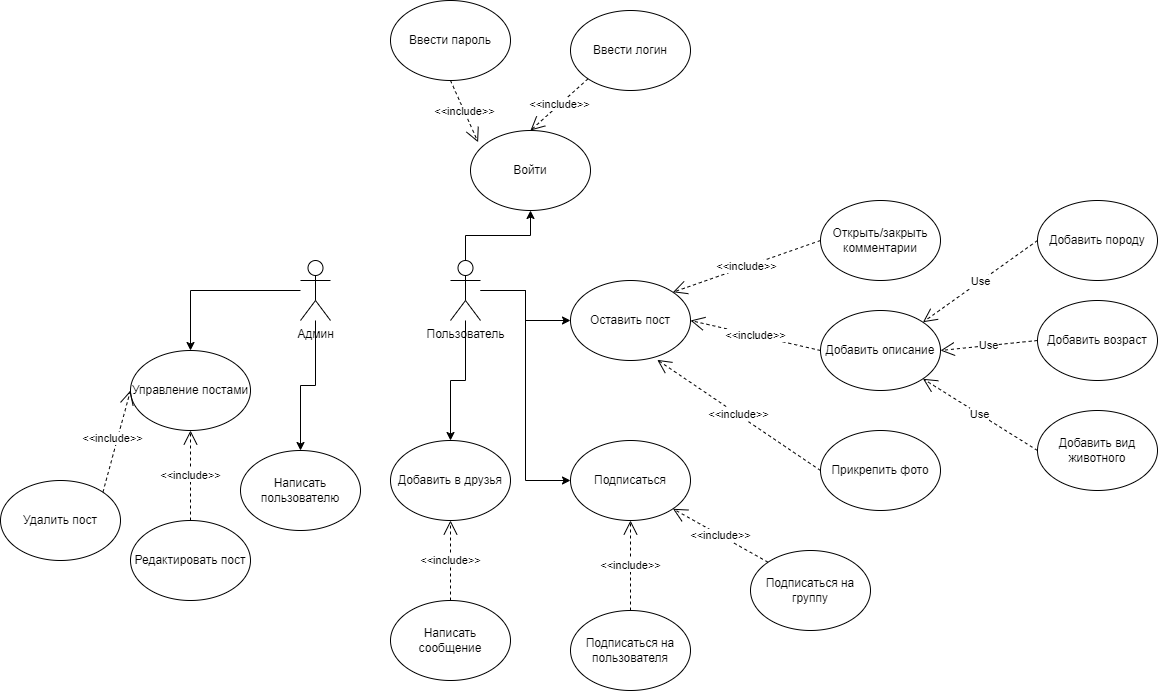 Ввести пароль
Ввести логин
<<include>>
<<include>>
Войти
Открыть/закрыть
комментарии
Добавить породу
<<include>>
Use
Админ
Пользователь
Оставить пост
<<include>>
Добавить описание
Use
Добавить возраст
Управление постами
<<include>>
Use
<<include>>
Добавить вид
животного
<<include>>
Написать
пользователю
Добавить в друзья
Подписаться
Прикрепить фото
Удалить пост
<<include>>
Редактировать пост
<<include>>
<<include>>
Подписаться на
группу
Написать
сообщение
Подписаться на
пользователя